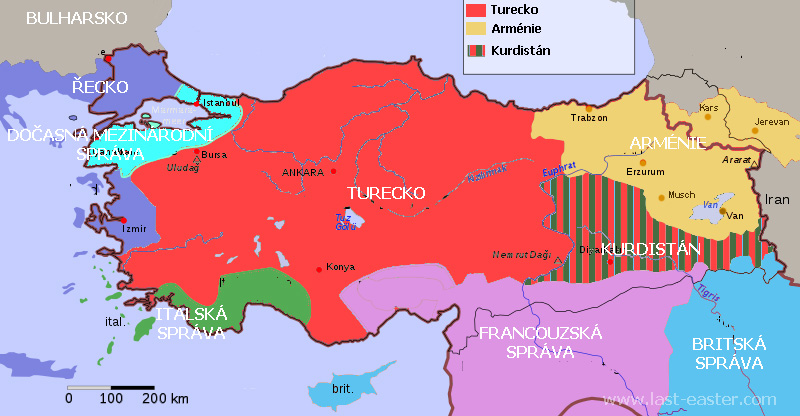 BULHARSKO
Turecko
Arménie
Kurdistán
ŘECKO
Istanbul
Trabzon
Kars
Jerevan
DOČASNÁ MEZINÁRODNÍ
SPRÁVA
ARMÉNIE
Bursa
Uludağ
ANKARA
TURECKO
Euphrat
Erzurum
Ararat
Iran
Musch
Van
Van
Izmir
Tuz
Gölü
KURDISTÁN
Nemrut Dağı
Konya
Tigris
ital.
ITALSKÁ
SPRÁVA
FRANCOUZSKÁ
SPRÁVA
BRITSKÁ
SPRÁVA
brit.
0 100 200 km
www.last-easter.com